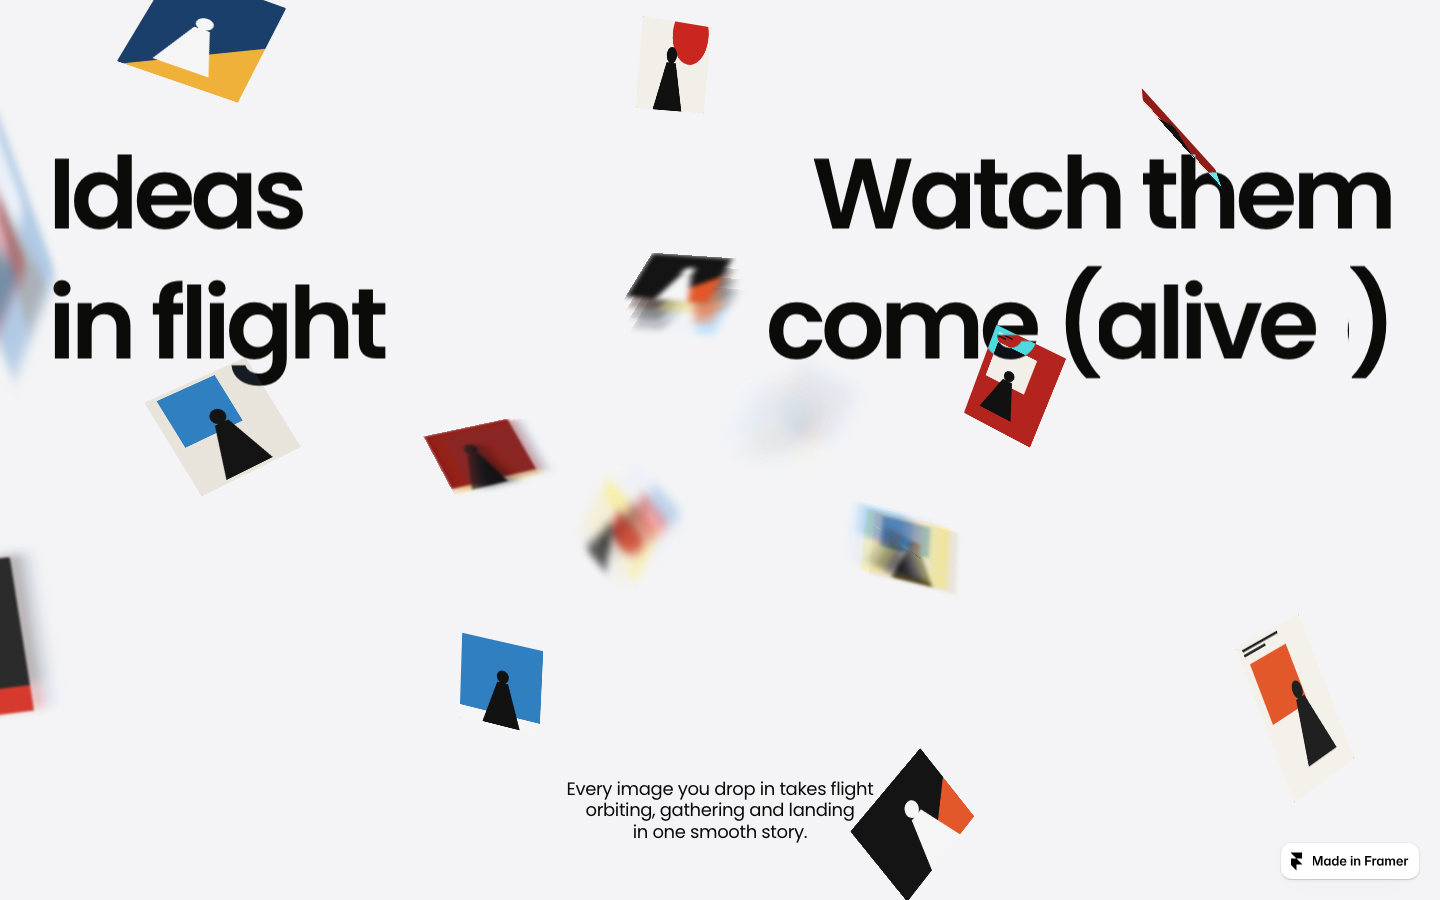 Ideas
in flight
Watch them
come (alive )
Every image you drop in takes flight
orbiting, gathering and landing
in one smooth story.
Made in Framer